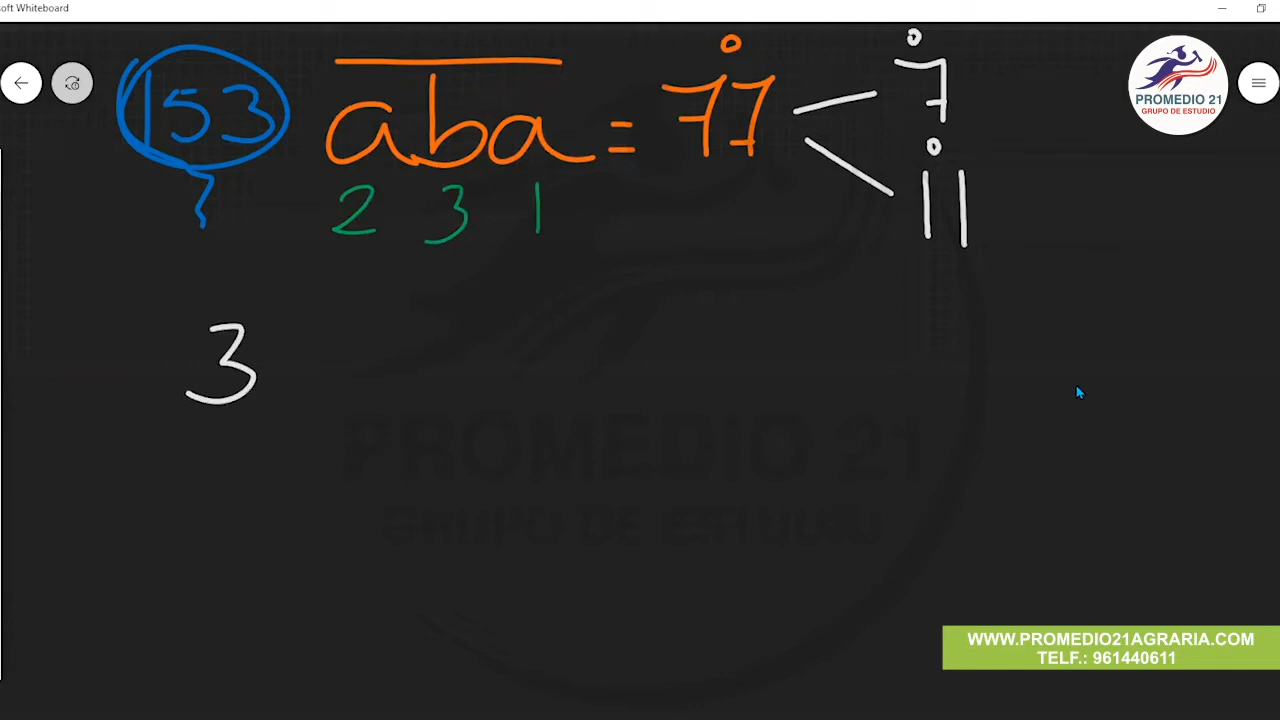 soft Whiteboard
153 aba = 77 7
11
2 3 1
3
PROMEDIO 21
GRUPO DE ESTUDIO
PROMEDIO 21
GRUPO DE ESTUDIO
WWW.PROMEDIO21AGRARIA.COM
TELF.: 961440611